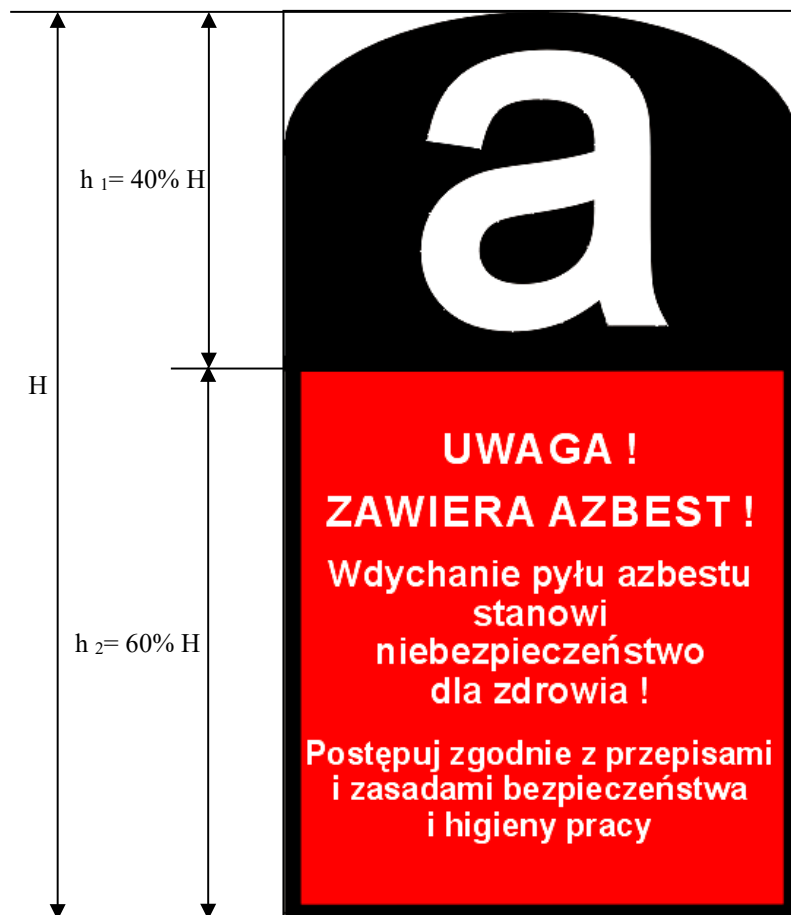 a
h 1= 40% H
H
UWAGA !
ZAWIERA AZBEST !
Wdychanie pyłu azbestu
stanowi
niebezpieczeństwo
dla zdrowia !
h 2= 60% H
Postępuj zgodnie z przepisami
i zasadami bezpieczeństwa
i higieny pracy